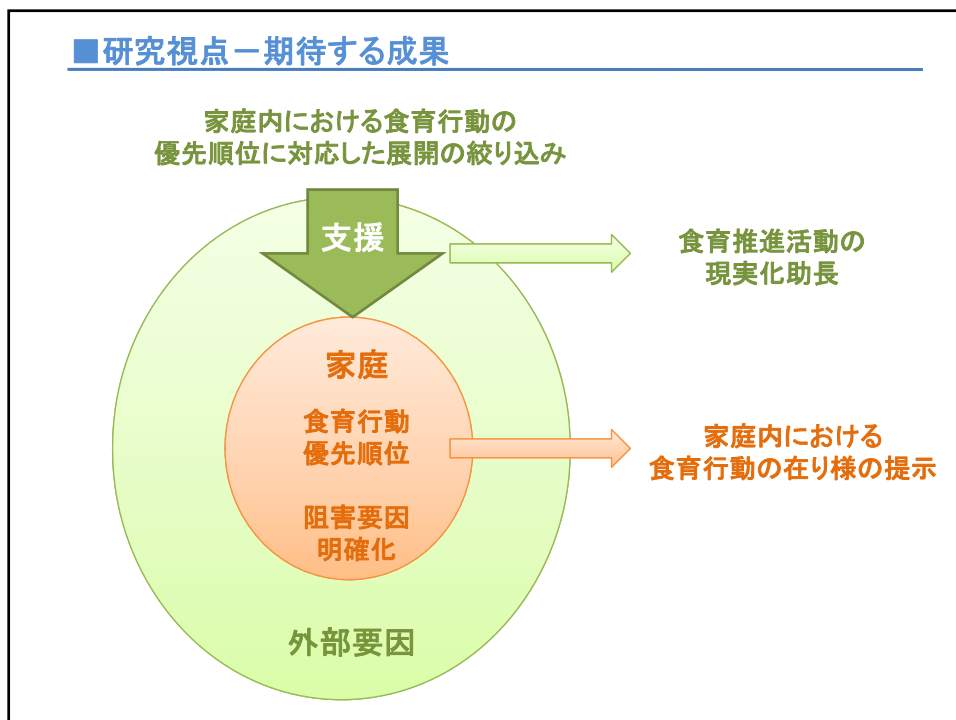 ■研究視点－期待する成果
家庭内における食育行動の
優先順位に対応した展開の絞り込み
支援
食育推進活動の
現実化助長
家庭
食育行動
優先順位
家庭内における
食育行動の在り様の提示
阻害要因
明確化
外部要因